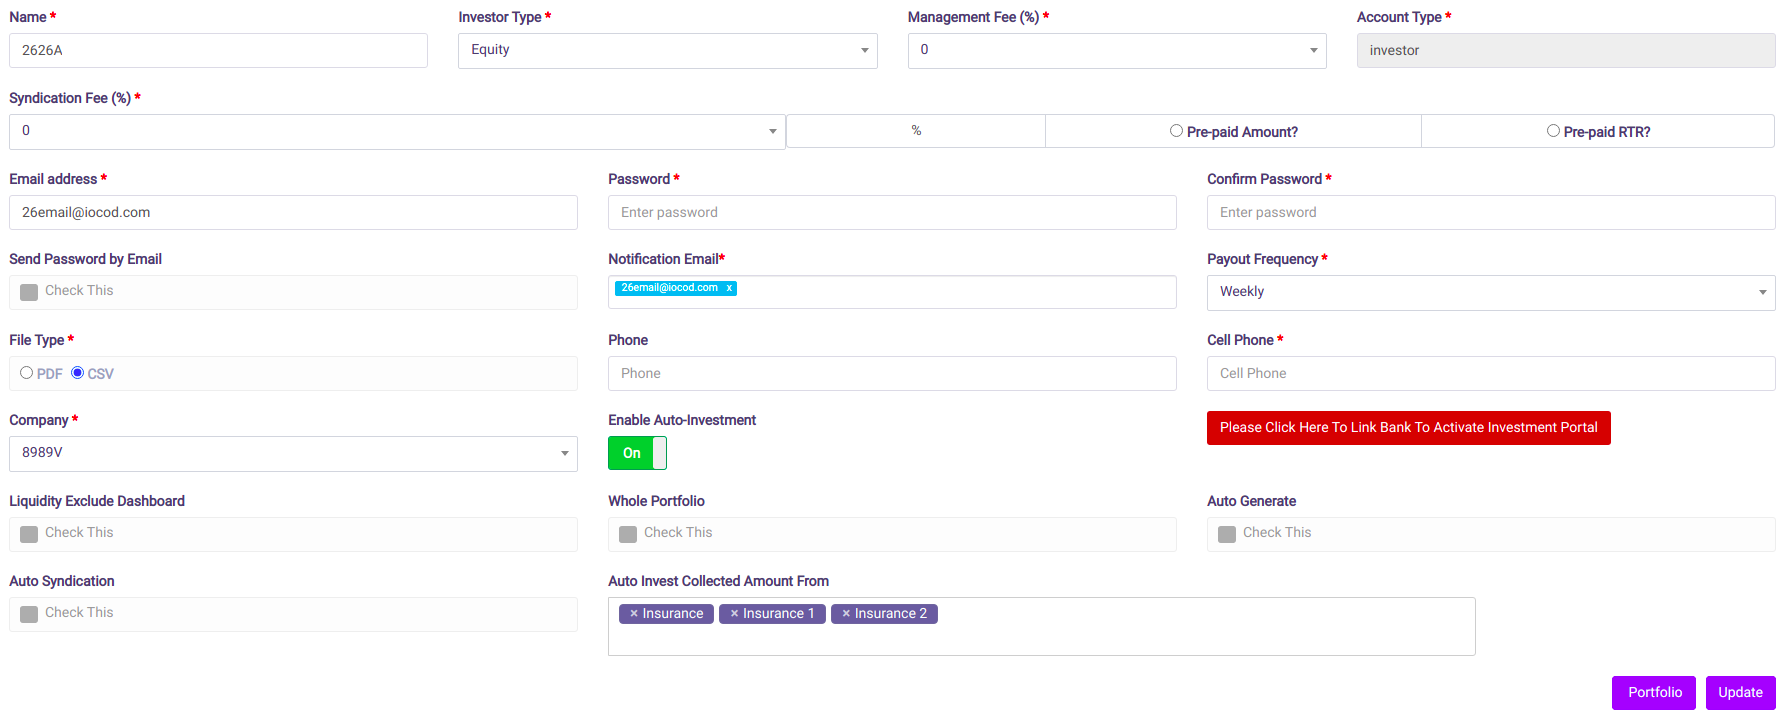 Name *
Investor Type *
Management Fee (%) *
Account Type *
2626A
Equity
0
investor
Syndication Fee (%) *
0
%
Pre-paid Amount?
Pre-paid RTR?
Email address *
Password *
Confirm Password *
26email@iocod.com
Enter password
Enter password
Send Password by Email
Notification Email*
Payout Frequency *
Check This
26email@iocod.com x
Weekly
File Type *
Phone
Cell Phone *
PDF CSV
Phone
Cell Phone
Company *
Enable Auto-Investment
Please Click Here To Link Bank To Activate Investment Portal
8989V
On
Liquidity Exclude Dashboard
Whole Portfolio
Auto Generate
Check This
Check This
Check This
Auto Syndication
Auto Invest Collected Amount From
Check This
× Insurance × Insurance 1 × Insurance 2
Portfolio
Update